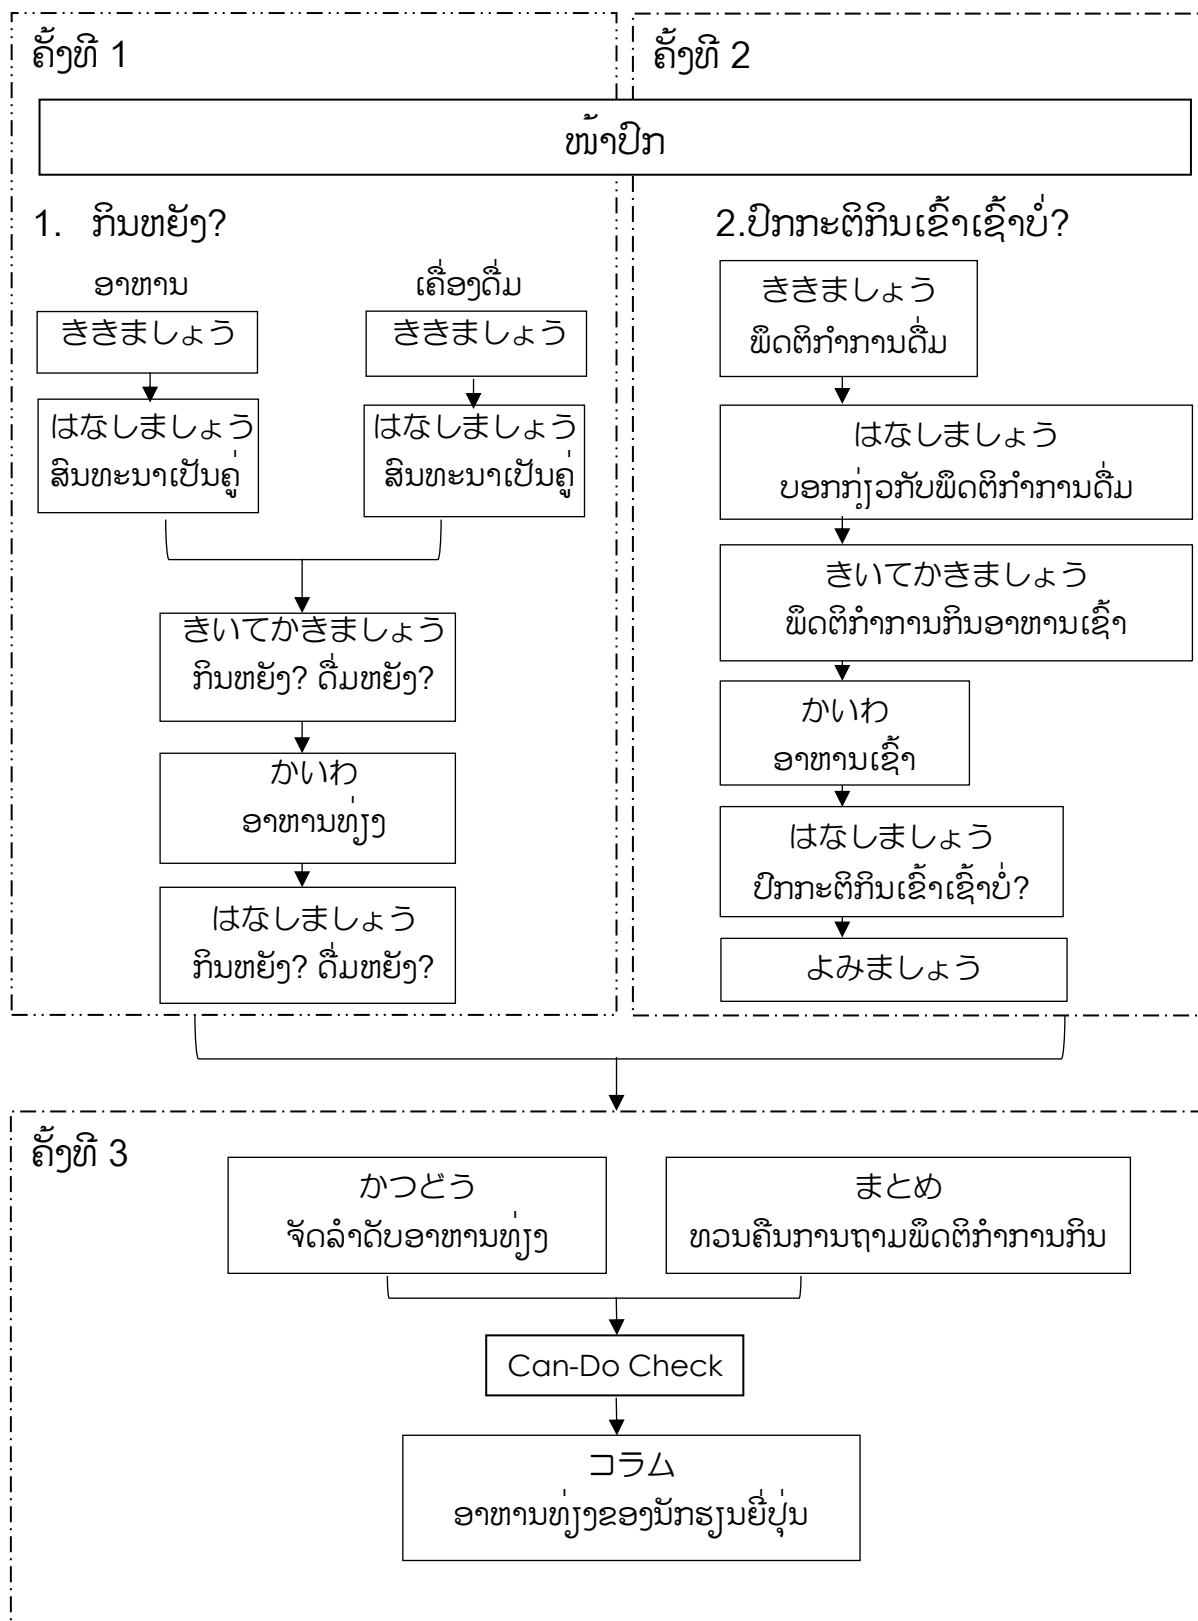 ຄັ້ງທີ 1
ຄັ້ງທີ 2
ໜ້າປົກ
1. ກິນຫຍັງ?
ອາຫານ
ເຄື່ອງດື່ມ
ききましょう
ききましょう
はなしましょう
ສົນທະນາເປັນຄູ່
はなしましょう
ສົນທະນາເປັນຄູ່
きいてかきましょう
ກິນຫຍັງ? ດື່ມຫຍັງ?
かいわ
ອາຫານທ່ຽງ
はなしましょう
ກິນຫຍັງ? ດື່ມຫຍັງ?
2.ປົກກະຕິກິນເຂົ້າເຊົ້າບໍ່?
ききましょう
ພຶດຕິກຳການດື່ມ
はなしましょう
ບອກກ່ຽວກັບພຶດຕິກຳການດື່ມ
きいてかきましょう
ພຶດຕິກຳການກິນອາຫານເຊົ້າ
かいわ
ອາຫານເຊົ້າ
はなしましょう
ປົກກະຕິກິນເຂົ້າເຊົ້າບໍ່?
よみましょう
ຄັ້ງທີ 3
かつどう
ຈັດລຳດັບອາຫານທ່ຽງ
まとめ
ທວນຄືນການຖາມພຶດຕິກຳການກິນ
Can-Do Check
コラム
ອາຫານທ່ຽງຂອງນັກຮຽນຍີ່ປຸ່ນ